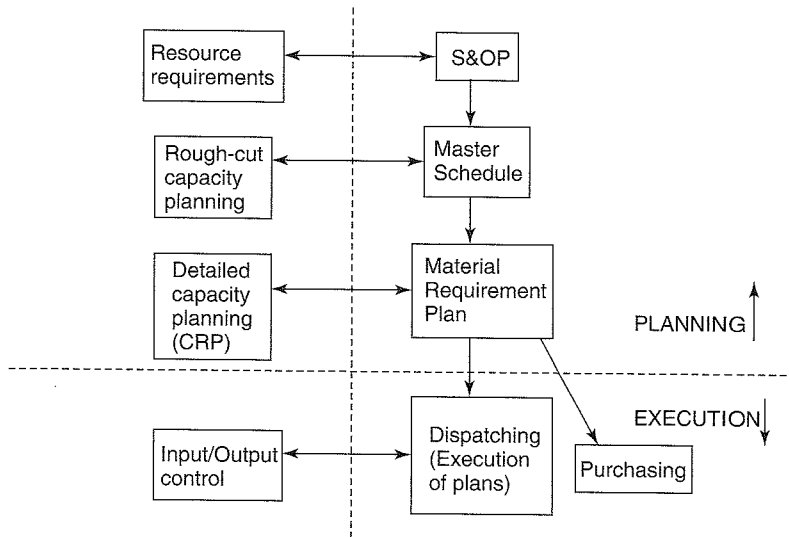 Resource
requirements
S&OP
Rough-cut
capacity
planning
Master
Schedule
Detailed
capacity
planning
(CRP)
Material
Requirement
Plan
PLANNING
EXECUTION
Input/Output
control
Dispatching
(Execution
of plans)
Purchasing